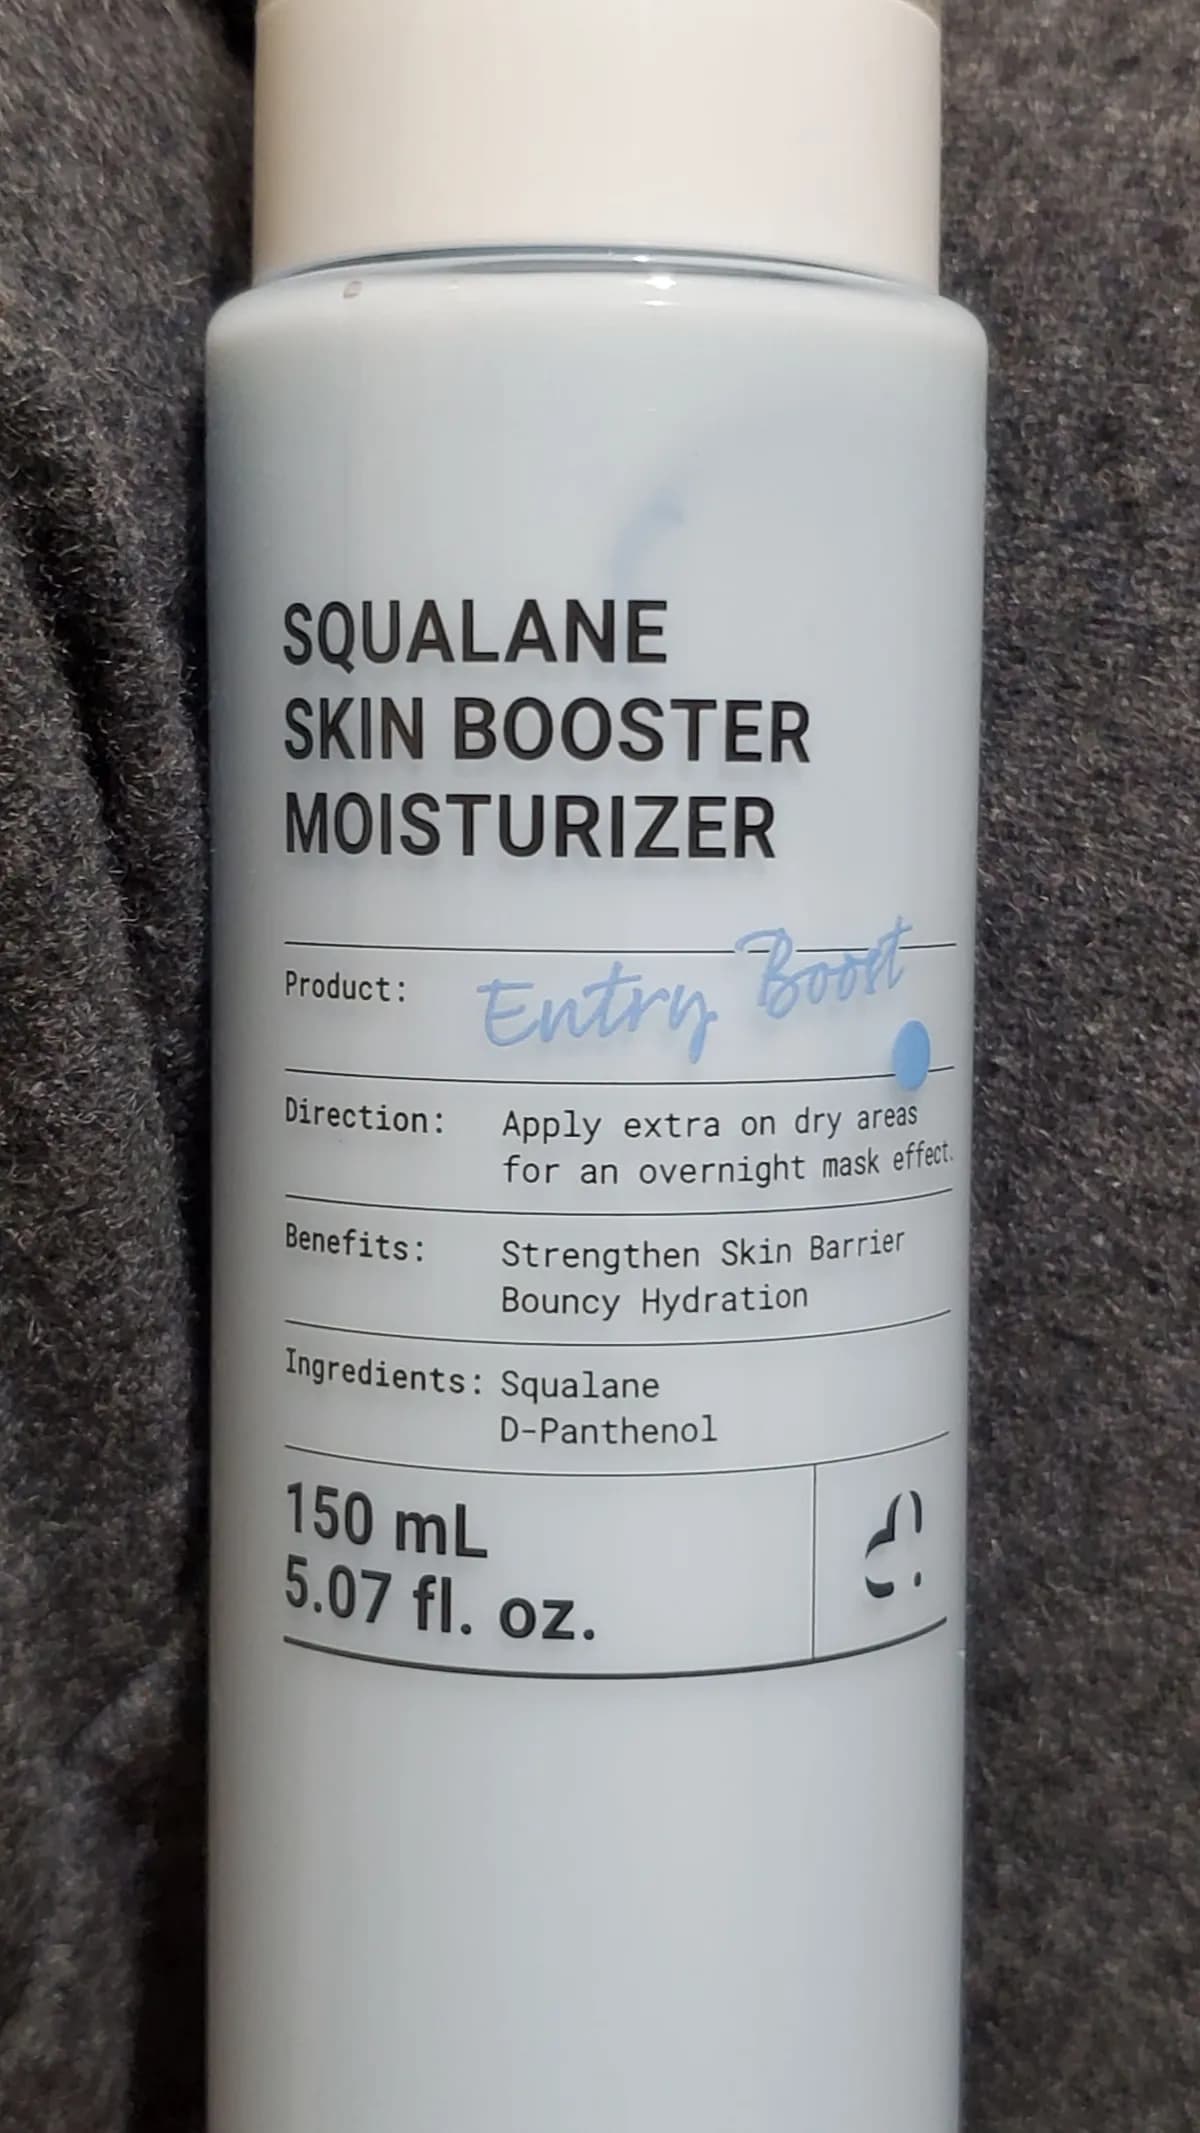 SQUALANE
SKIN BOOSTER
MOISTURIZER
Product: Entry Boost
Direction: Apply extra on dry areas
for an overnight mask effect.
Benefits: Strengthen Skin Barrier
Bouncy Hydration
Ingredients: Squalane
D-Panthenol
150 mL
5.07 fl. oz.